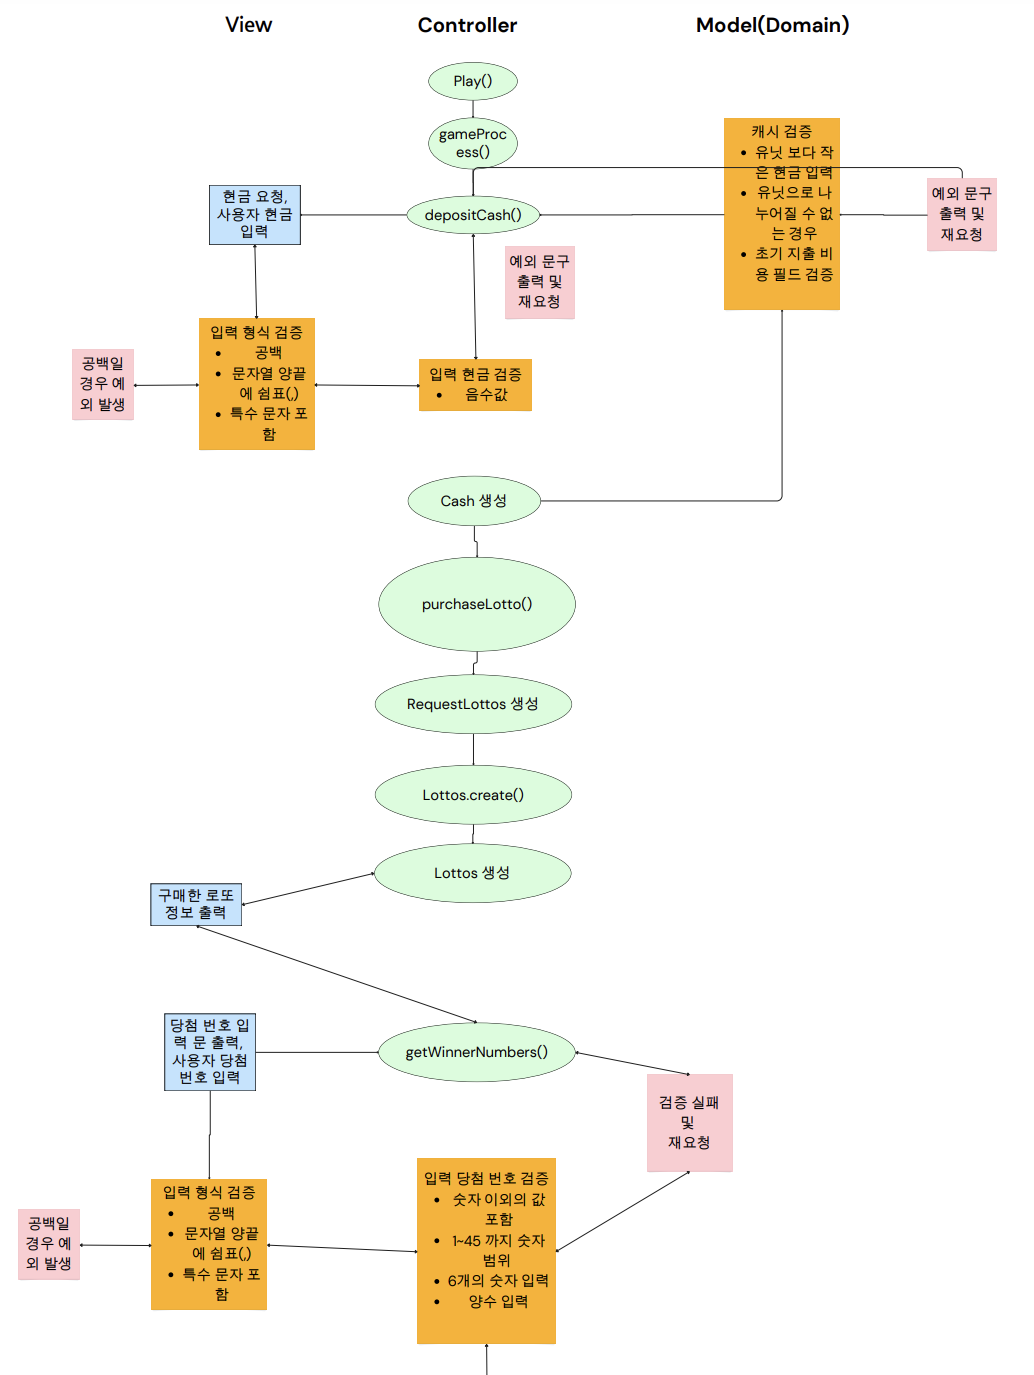 View
Controller
Model(Domain)
Play()
gameProc
ess()
캐시 검증
유닛 보다 작
은 현금 입력
유닛으로 나
누어질 수 없
는 경우
초기 지출 비
용 필드 검증
예외 문구
출력 및
재요청
현금 요청,
사용자 현금
입력
depositCash()
예외 문구
출력 및
재요청
입력 형식 검증
공백
문자열 양끝
에 쉼표(,)
특수 문자 포
함
공백일
경우 예
외 발생
입력 현금 검증
음수값
Cash 생성
purchaseLotto()
RequestLottos 생성
Lottos.create()
Lottos 생성
구매한 로또
정보 출력
당첨 번호 입
력 문 출력,
사용자 당첨
번호 입력
getWinnerNumbers()
검증 실패
및
재요청
입력 형식 검증
공백
문자열 양끝
에 쉼표(,)
특수 문자 포
함
공백일
경우 예
외 발생
입력 당첨 번호 검증
숫자 이외의 값
포함
1~45 까지 숫자
범위
6개의 숫자 입력
양수 입력